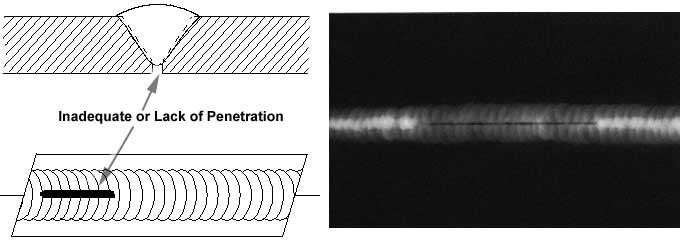 Inadequate or Lack of Penetration